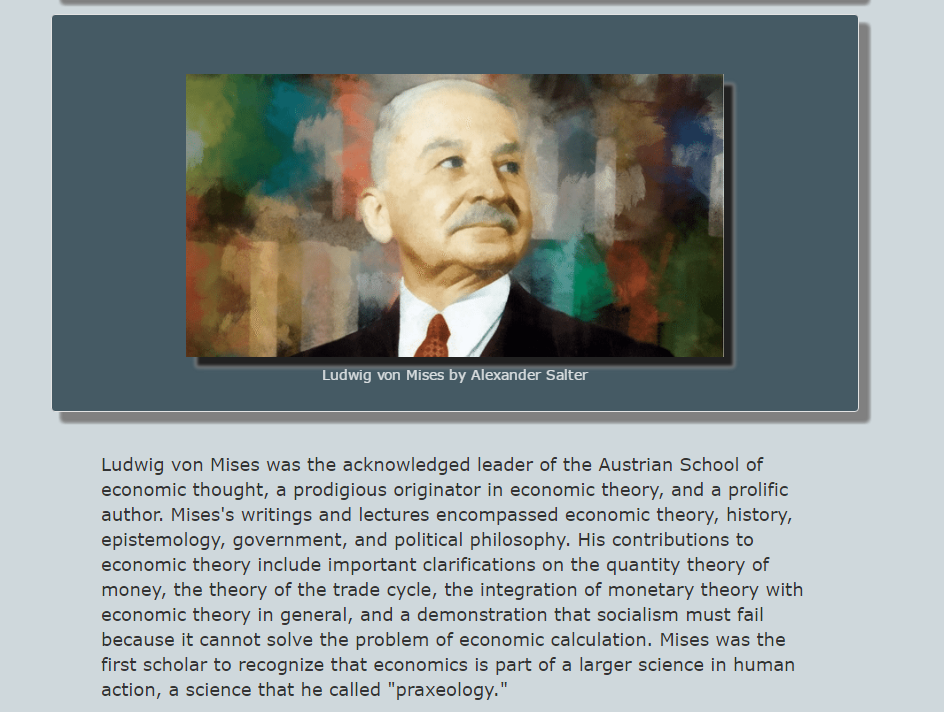 Ludwig von Mises by Alexander Salter
Ludwig von Mises was the acknowledged leader of the Austrian School of
economic thought, a prodigious originator in economic theory, and a prolific
author. Mises's writings and lectures encompassed economic theory, history,
epistemology, government, and political philosophy. His contributions to
economic theory include important clarifications on the quantity theory of
money, the theory of the trade cycle, the integration of monetary theory with
economic theory in general, and a demonstration that socialism must fail
because it cannot solve the problem of economic calculation. Mises was the
first scholar to recognize that economics is part of a larger science in human
action, a science that he called "praxeology."